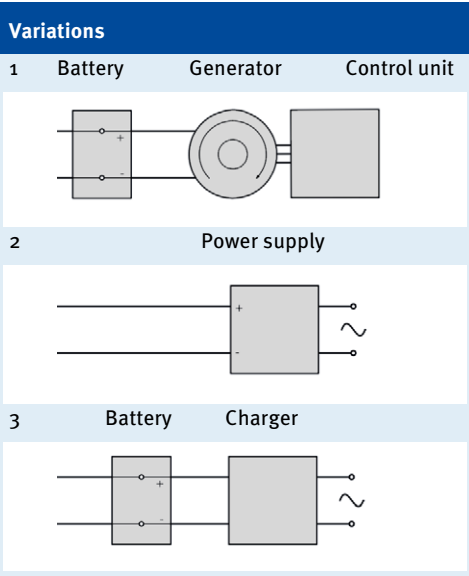 Variations
1 Battery Generator Control unit
+
-
2 Power supply
+
-
3 Battery Charger
+
-